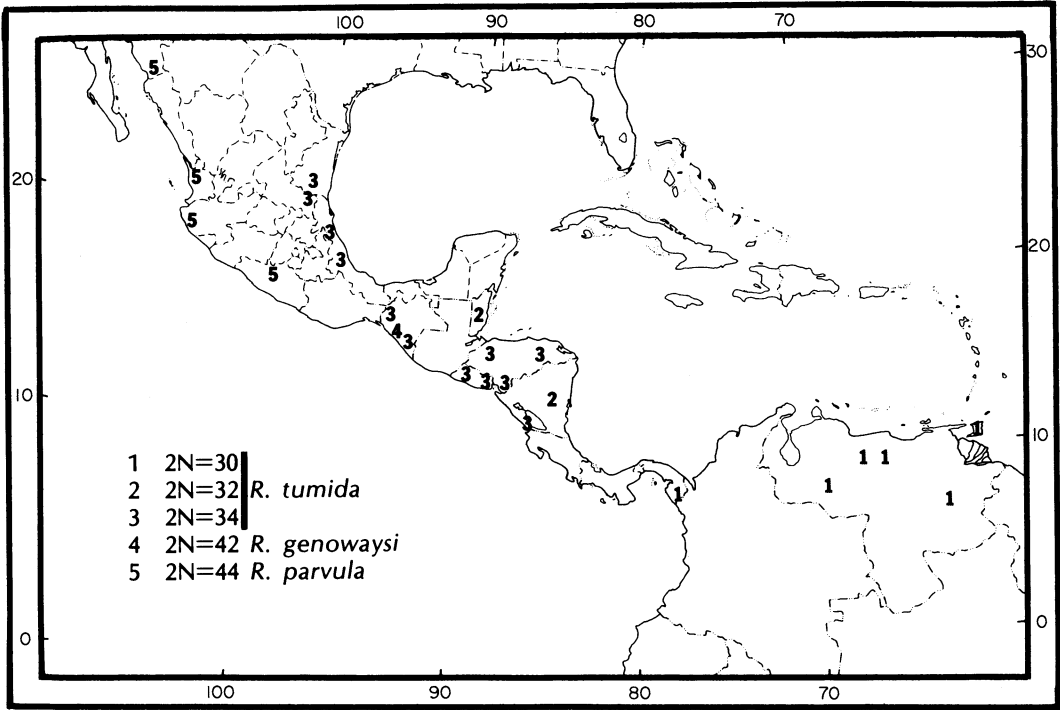 100 90 80 70
30
5
20 5 3
3
5 3 20
5 3
3 2
4 3
3 3
3 3 3
10 2
3 10
1
1 1
1 2N=30
2 2N=32 R. tumida 1 1 1
3 2N=34
4 2N=42 R. genowaysi
5 2N=44 R. parvula
0 0
100 90 80 70